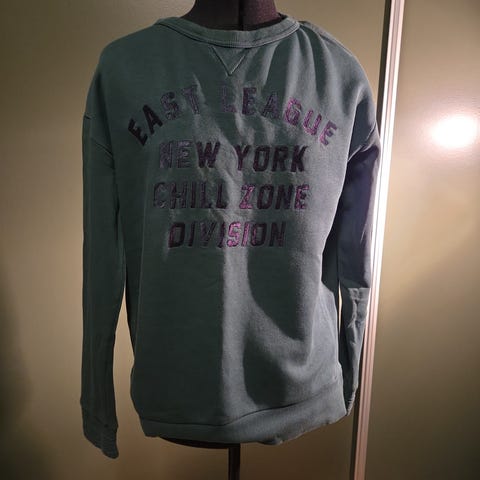 EAST LEAGUE
NEW YORK
CHILL ZONE
DIVISION